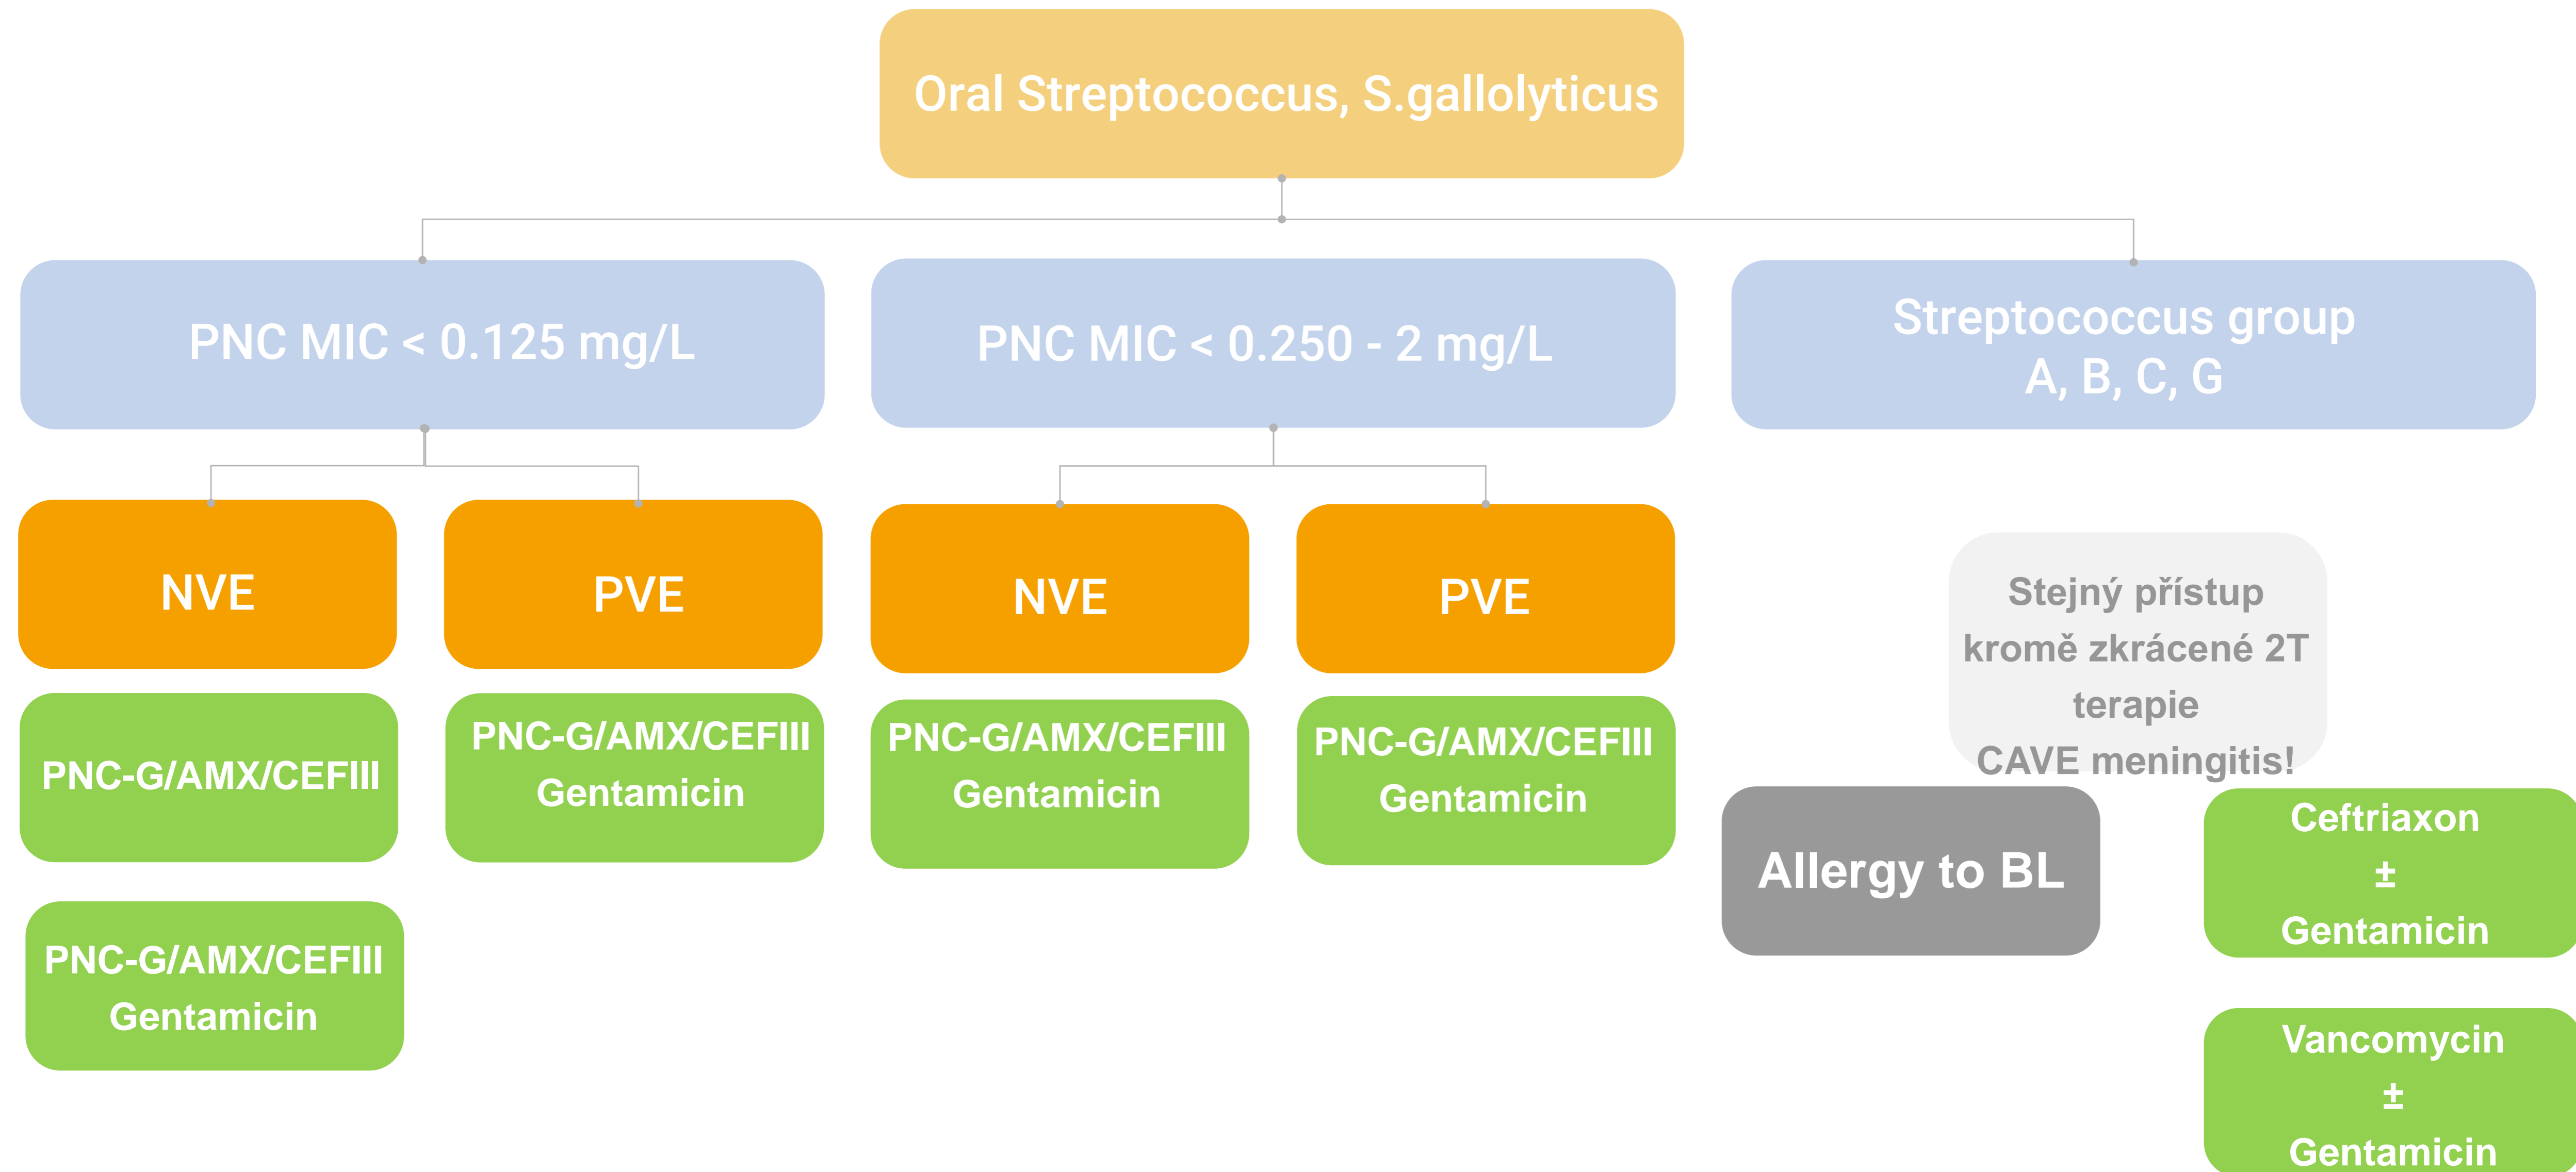 Oral Streptococcus, S.gallolyticus
PNC MIC < 0.125 mg/L
PNC MIC < 0.250 - 2 mg/L
Streptococcus group
A, B, C, G
NVE
PVE
NVE
PVE
Stejný přístup
kromě zkrácené 2T
terapie
CAVE meningitis!
PNC-G/AMX/CEFIII
PNC-G/AMX/CEFIII
Gentamicin
PNC-G/AMX/CEFIII
Gentamicin
PNC-G/AMX/CEFIII
Gentamicin
Allergy to BL
Ceftriaxon
±
Gentamicin
PNC-G/AMX/CEFIII
Gentamicin
Vancomycin
±
Gentamicin